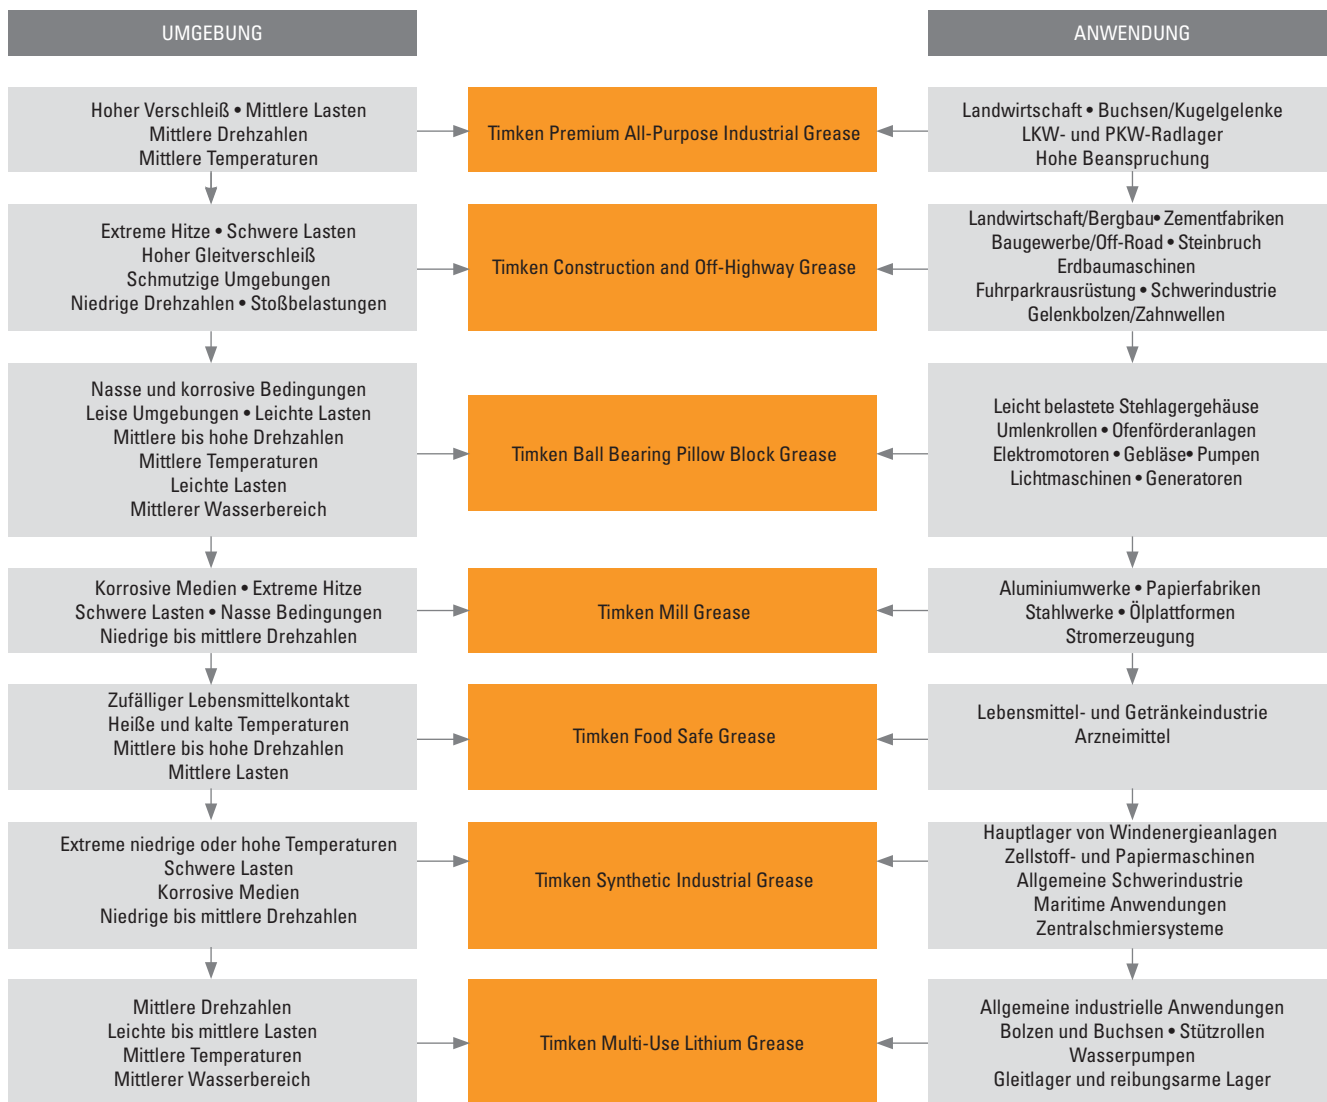 UMGEBUNG
ANWENDUNG
Hoher Verschleiß • Mittlere Lasten
Mittlere Drehzahlen
Mittlere Temperaturen
Timken Premium All-Purpose Industrial Grease
Landwirtschaft • Buchsen/Kugelgelenke
LKW- und PKW-Radlager
Hohe Beanspruchung
Extreme Hitze • Schwere Lasten
Hoher Gleitverschleiß
Schmutzige Umgebungen
Niedrige Drehzahlen • Stoßbelastungen
Timken Construction and Off-Highway Grease
Landwirtschaft/Bergbau• Zementfabriken
Baugewerbe/Off-Road • Steinbruch
Erdbaumaschinen
Fuhrparkrausrüstung • Schwerindustrie
Gelenkbolzen/Zahnwellen
Nasse und korrosive Bedingungen
Leise Umgebungen • Leichte Lasten
Mittlere bis hohe Drehzahlen
Mittlere Temperaturen
Leichte Lasten
Mittlerer Wasserbereich
Timken Ball Bearing Pillow Block Grease
Leicht belastete Stehlagergehäuse
Umlenkrollen • Ofenförderanlagen
Elektromotoren • Gebläse• Pumpen
Lichtmaschinen • Generatoren
Korrosive Medien • Extreme Hitze
Schwere Lasten • Nasse Bedingungen
Niedrige bis mittlere Drehzahlen
Timken Mill Grease
Aluminiumwerke • Papierfabriken
Stahlwerke • Ölplattformen
Stromerzeugung
Zufälliger Lebensmittelkontakt
Heiße und kalte Temperaturen
Mittlere bis hohe Drehzahlen
Mittlere Lasten
Timken Food Safe Grease
Lebensmittel- und Getränkeindustrie
Arzneimittel
Extreme niedrige oder hohe Temperaturen
Schwere Lasten
Korrosive Medien
Niedrige bis mittlere Drehzahlen
Timken Synthetic Industrial Grease
Hauptlager von Windenergieanlagen
Zellstoff- und Papiermaschinen
Allgemeine Schwerindustrie
Maritime Anwendungen
Zentralschmiersysteme
Mittlere Drehzahlen
Leichte bis mittlere Lasten
Mittlere Temperaturen
Mittlerer Wasserbereich
Timken Multi-Use Lithium Grease
Allgemeine industrielle Anwendungen
Bolzen und Buchsen • Stützrollen
Wasserpumpen
Gleitlager und reibungsarme Lager